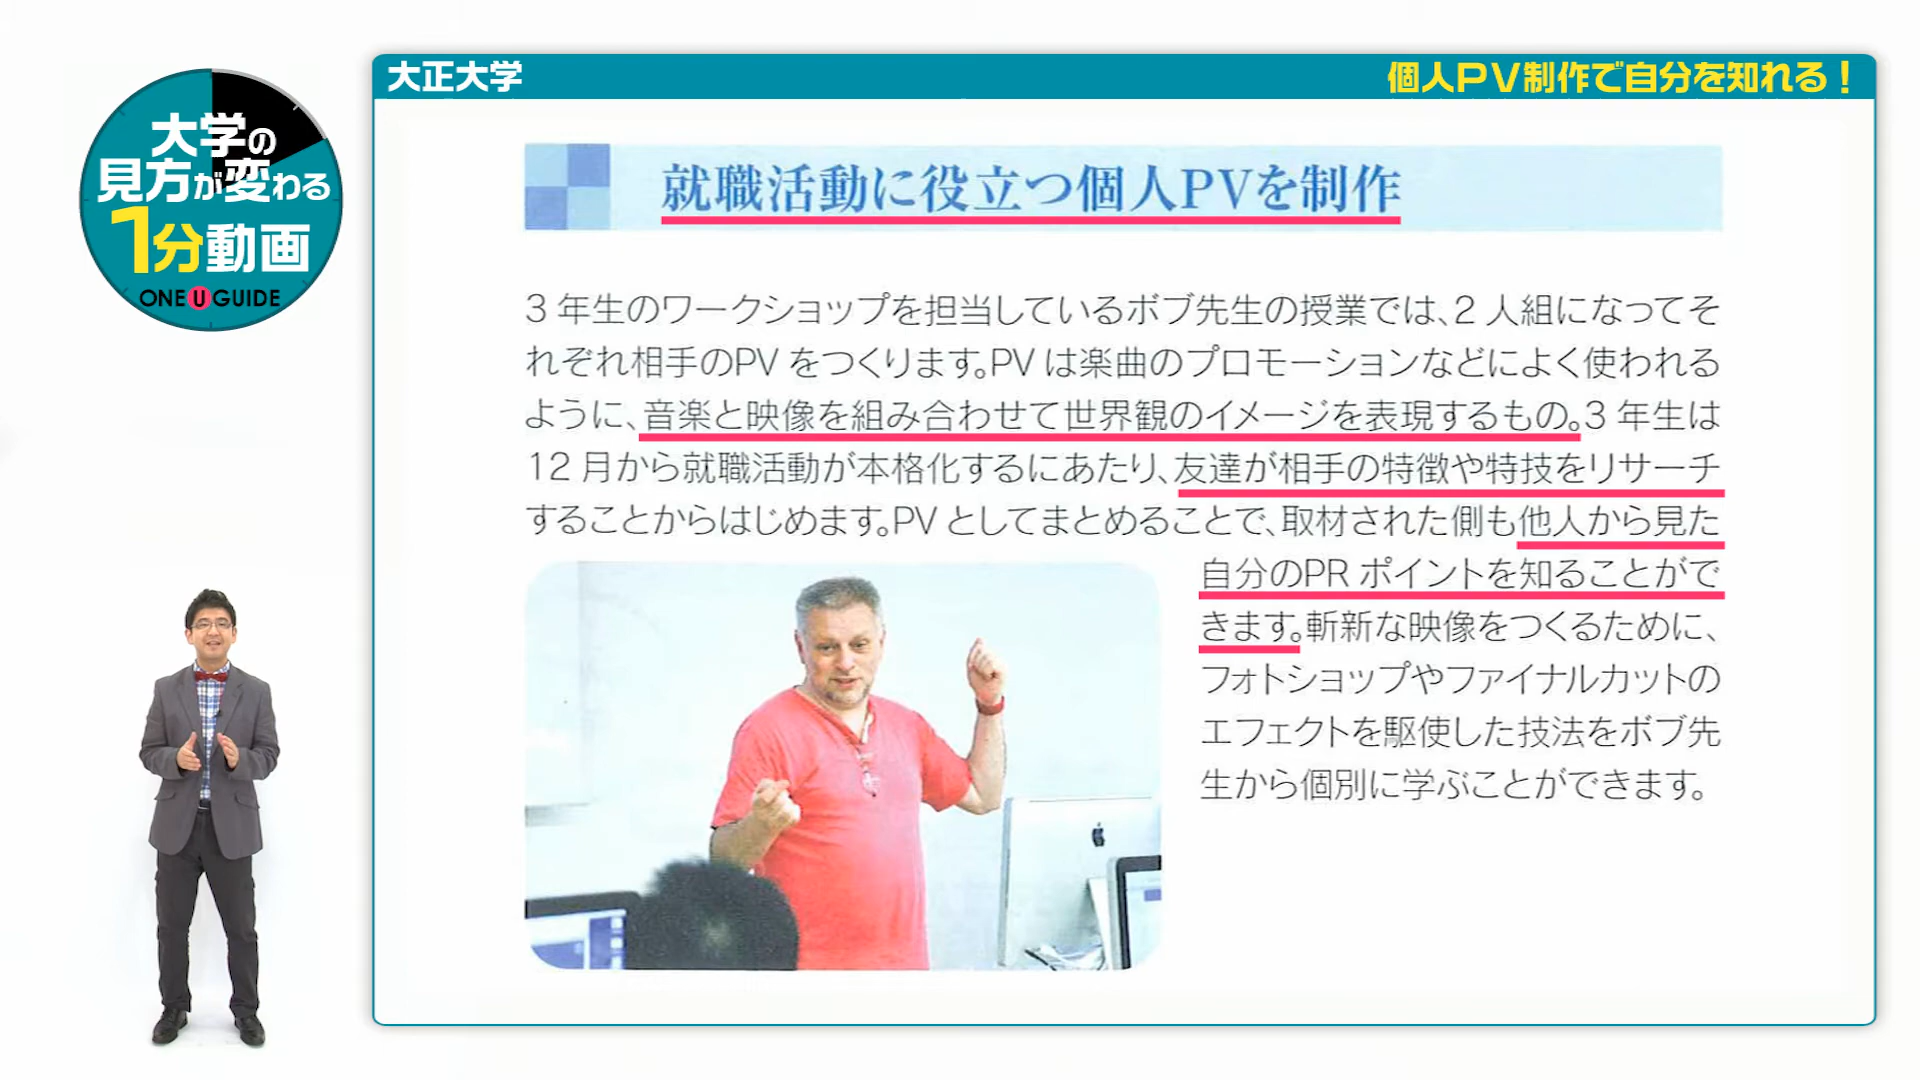 大学の
見方が変わる
1分動画
ONE U GUIDE
大正大学
個人PV制作で自分を知れる！
就職活動に役立つ個人PVを制作
3年生のワークショップを担当しているボブ先生の授業では、2人組になってそ
れぞれ相手のPVをつくります。PVは楽曲のプロモーションなどによく使われる
ように、音楽と映像を組み合わせて世界観のイメージを表現するもの。3年生は
12月から就職活動が本格化するにあたり、友達が相手の特徴や特技をリサーチ
することからはじめます。PVとしてまとめることで、取材された側も他人から見た
自分のPRポイントを知ることがで
きます。斬新な映像をつくるために、
フォトショップやファイナルカットの
エフェクトを駆使した技法をボブ先
生から個別に学ぶことができます。